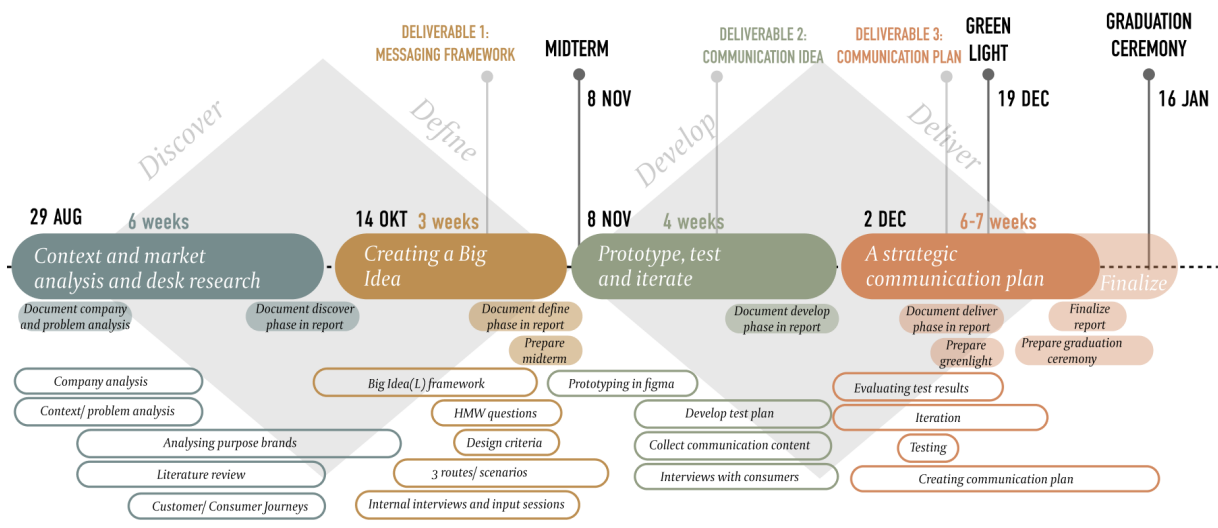 DELIVERABLE 1:
MESSAGING FRAMEWORK
MIDTERM
8 NOV
DELIVERABLE 2:
COMMUNICATION IDEA
DELIVERABLE 3:
COMMUNICATION PLAN
GREEN
LIGHT
19 DEC
GRADUATION
CEREMONY
16 JAN
Discover
Define
Develop
Deliver
29 AUG
6 weeks
14 OKT
3 weeks
8 NOV
4 weeks
2 DEC
6-7 weeks
Context and market
analysis and desk research
Creating a Big
Idea
Prototype, test
and iterate
A strategic
communication plan
Finalize
Document company
and problem analysis
Document discover
phase in report
Document define
phase in report
Prepare
midterm
Document develop
phase in report
Document deliver
phase in report
Prepare
greenlight
Finalize
report
Prepare graduation
ceremony
Company analysis
Context/ problem analysis
Analysing purpose brands
Literature review
Customer/ Consumer Journeys
Big Idea(L) framework
HMW questions
Design criteria
3 routes/ scenarios
Internal interviews and input sessions
Prototyping in figma
Develop test plan
Collect communication content
Interviews with consumers
Evaluating test results
Iteration
Testing
Creating communication plan